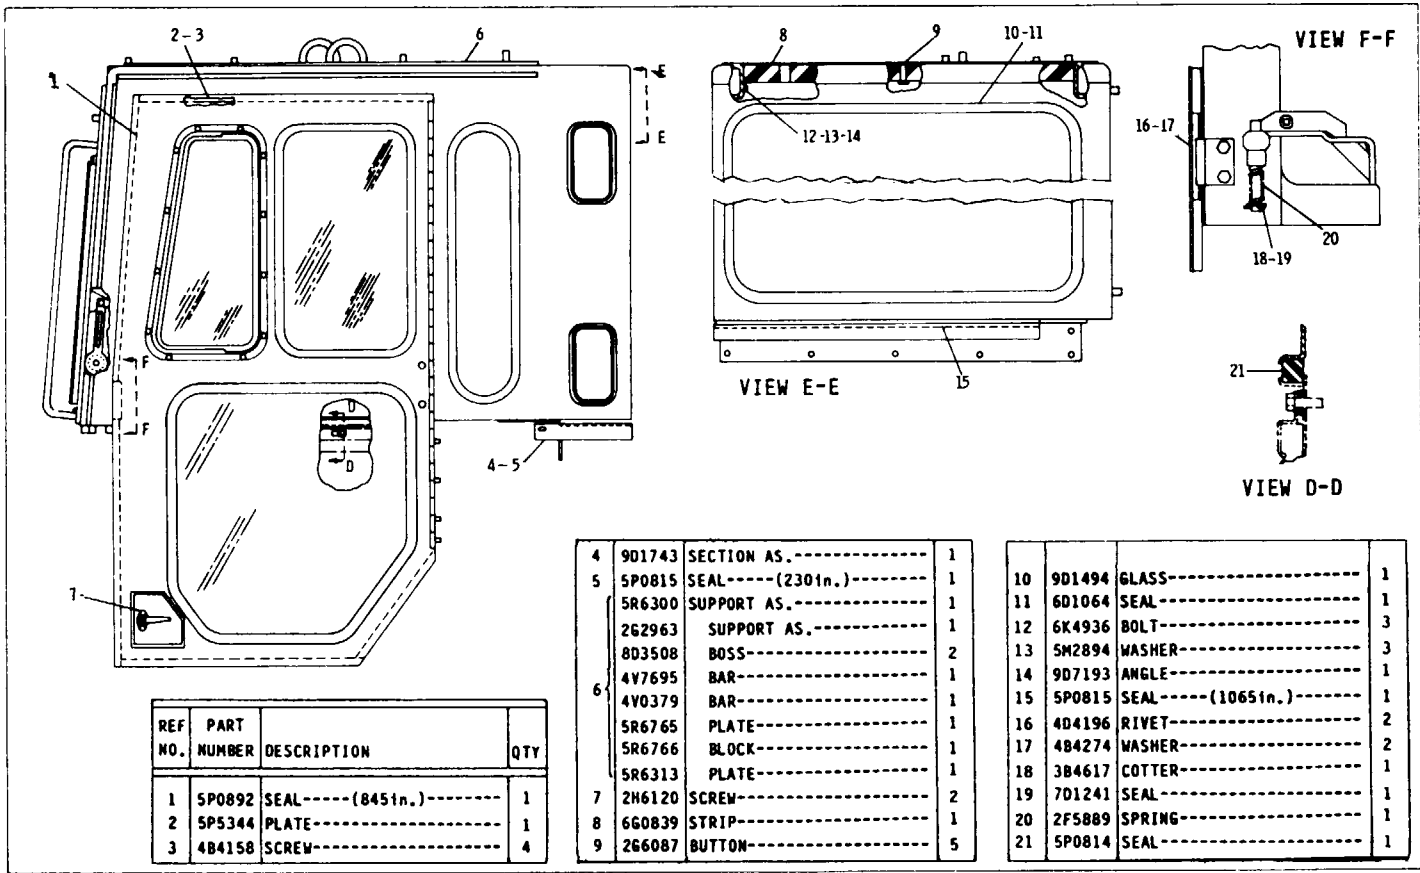 2-3
6
1
E
E
F
F
D
D
4-5
7
8
9
10-11
12-13-14
VIEW E-E
15
VIEW F-F
16-17
20
18-19
21
VIEW D-D
REF NO. PART NUMBER DESCRIPTION QTY
1 5P0892 SEAL-----(845in.)-------- 1
2 5P5344 PLATE-------------------- 1
3 4B4158 SCREW-------------------- 4
4 9D1743 SECTION AS.-------------- 1
5 5P0815 SEAL-----(230in.)-------- 1
6 5R6300 SUPPORT AS.-------------- 1
2G2963 SUPPORT AS.------------ 1
8D3508 BOSS------------------- 2
4V7695 BAR-------------------- 1
4V0379 BAR-------------------- 1
5R6765 PLATE------------------ 1
5R6766 BLOCK------------------ 1
5R6313 PLATE------------------ 1
7 2H6120 SCREW-------------------- 2
8 6G0839 STRIP-------------------- 1
9 2G6087 BUTTON------------------- 5
10 9D1494 GLASS-------------------- 1
11 6D1064 SEAL--------------------- 1
12 6K4936 BOLT--------------------- 3
13 5M2894 WASHER------------------- 3
14 9D7193 ANGLE-------------------- 1
15 5P0815 SEAL-----(1065in.)------- 1
16 4D4196 RIVET-------------------- 2
17 4B4274 WASHER------------------- 2
18 3B4617 COTTER------------------- 1
19 7D1241 SEAL--------------------- 1
20 2F5889 SPRING------------------- 1
21 5P0814 SEAL--------------------- 1